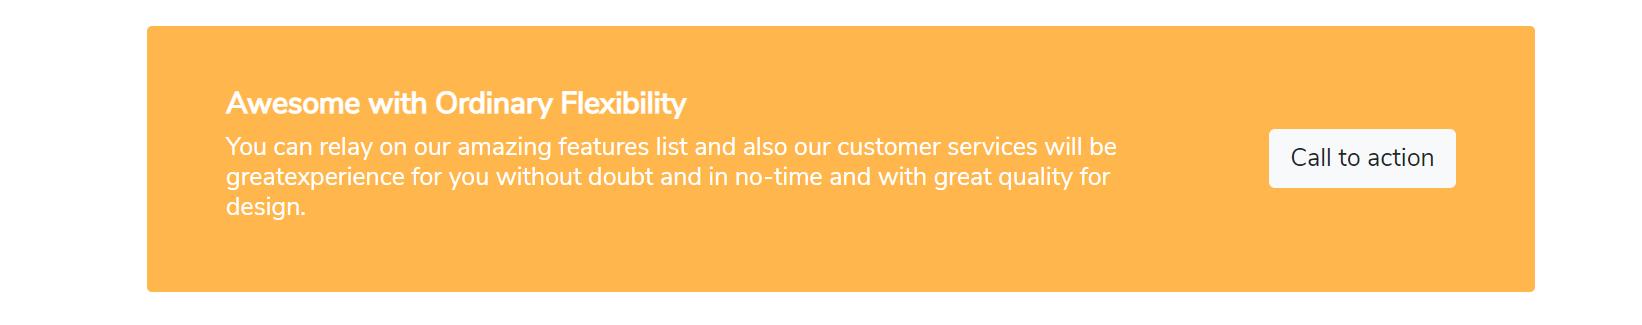 Awesome with Ordinary Flexibility
You can relay on our amazing features list and also our customer services will be
greatexperience for you without doubt and in no-time and with great quality for
design.
Call to action